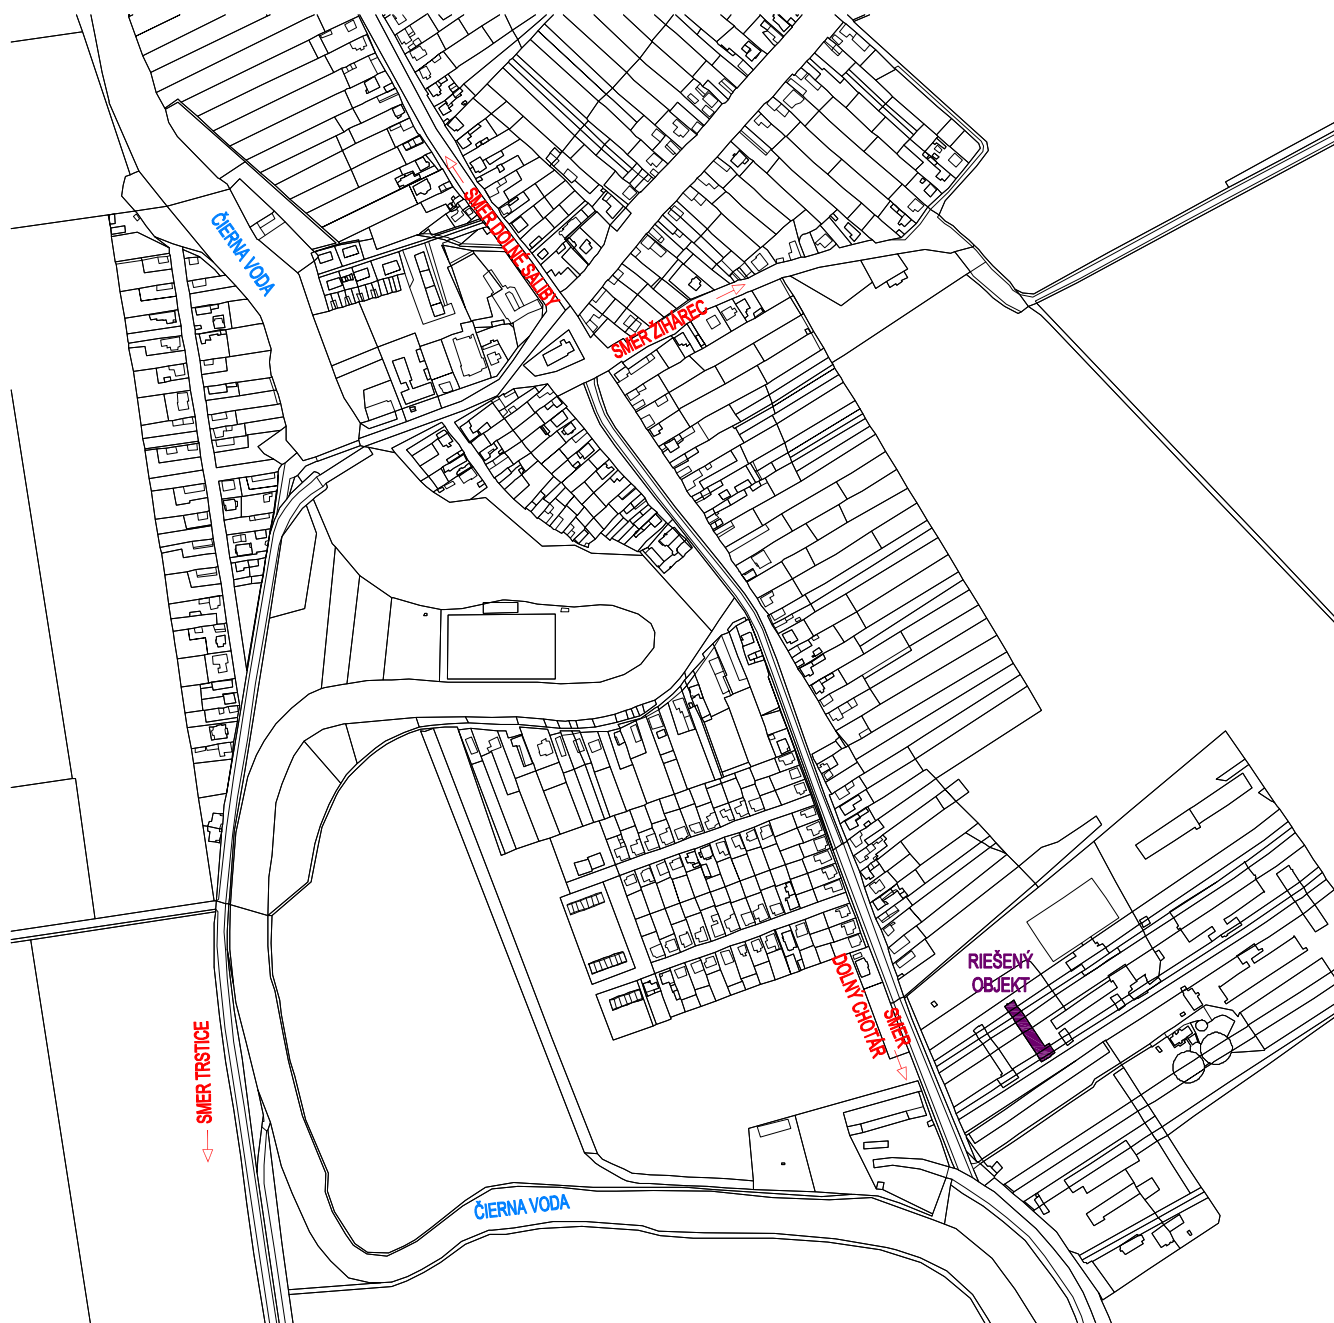 SMER DOLNÉ SALIBY
ČIERNA VODA
SMER ŽIHÁREC
RIEŠENÝ
OBJEKT
SMER
DOLNÝ CHOTÁR
SMER TRSTICE
ČIERNA VODA